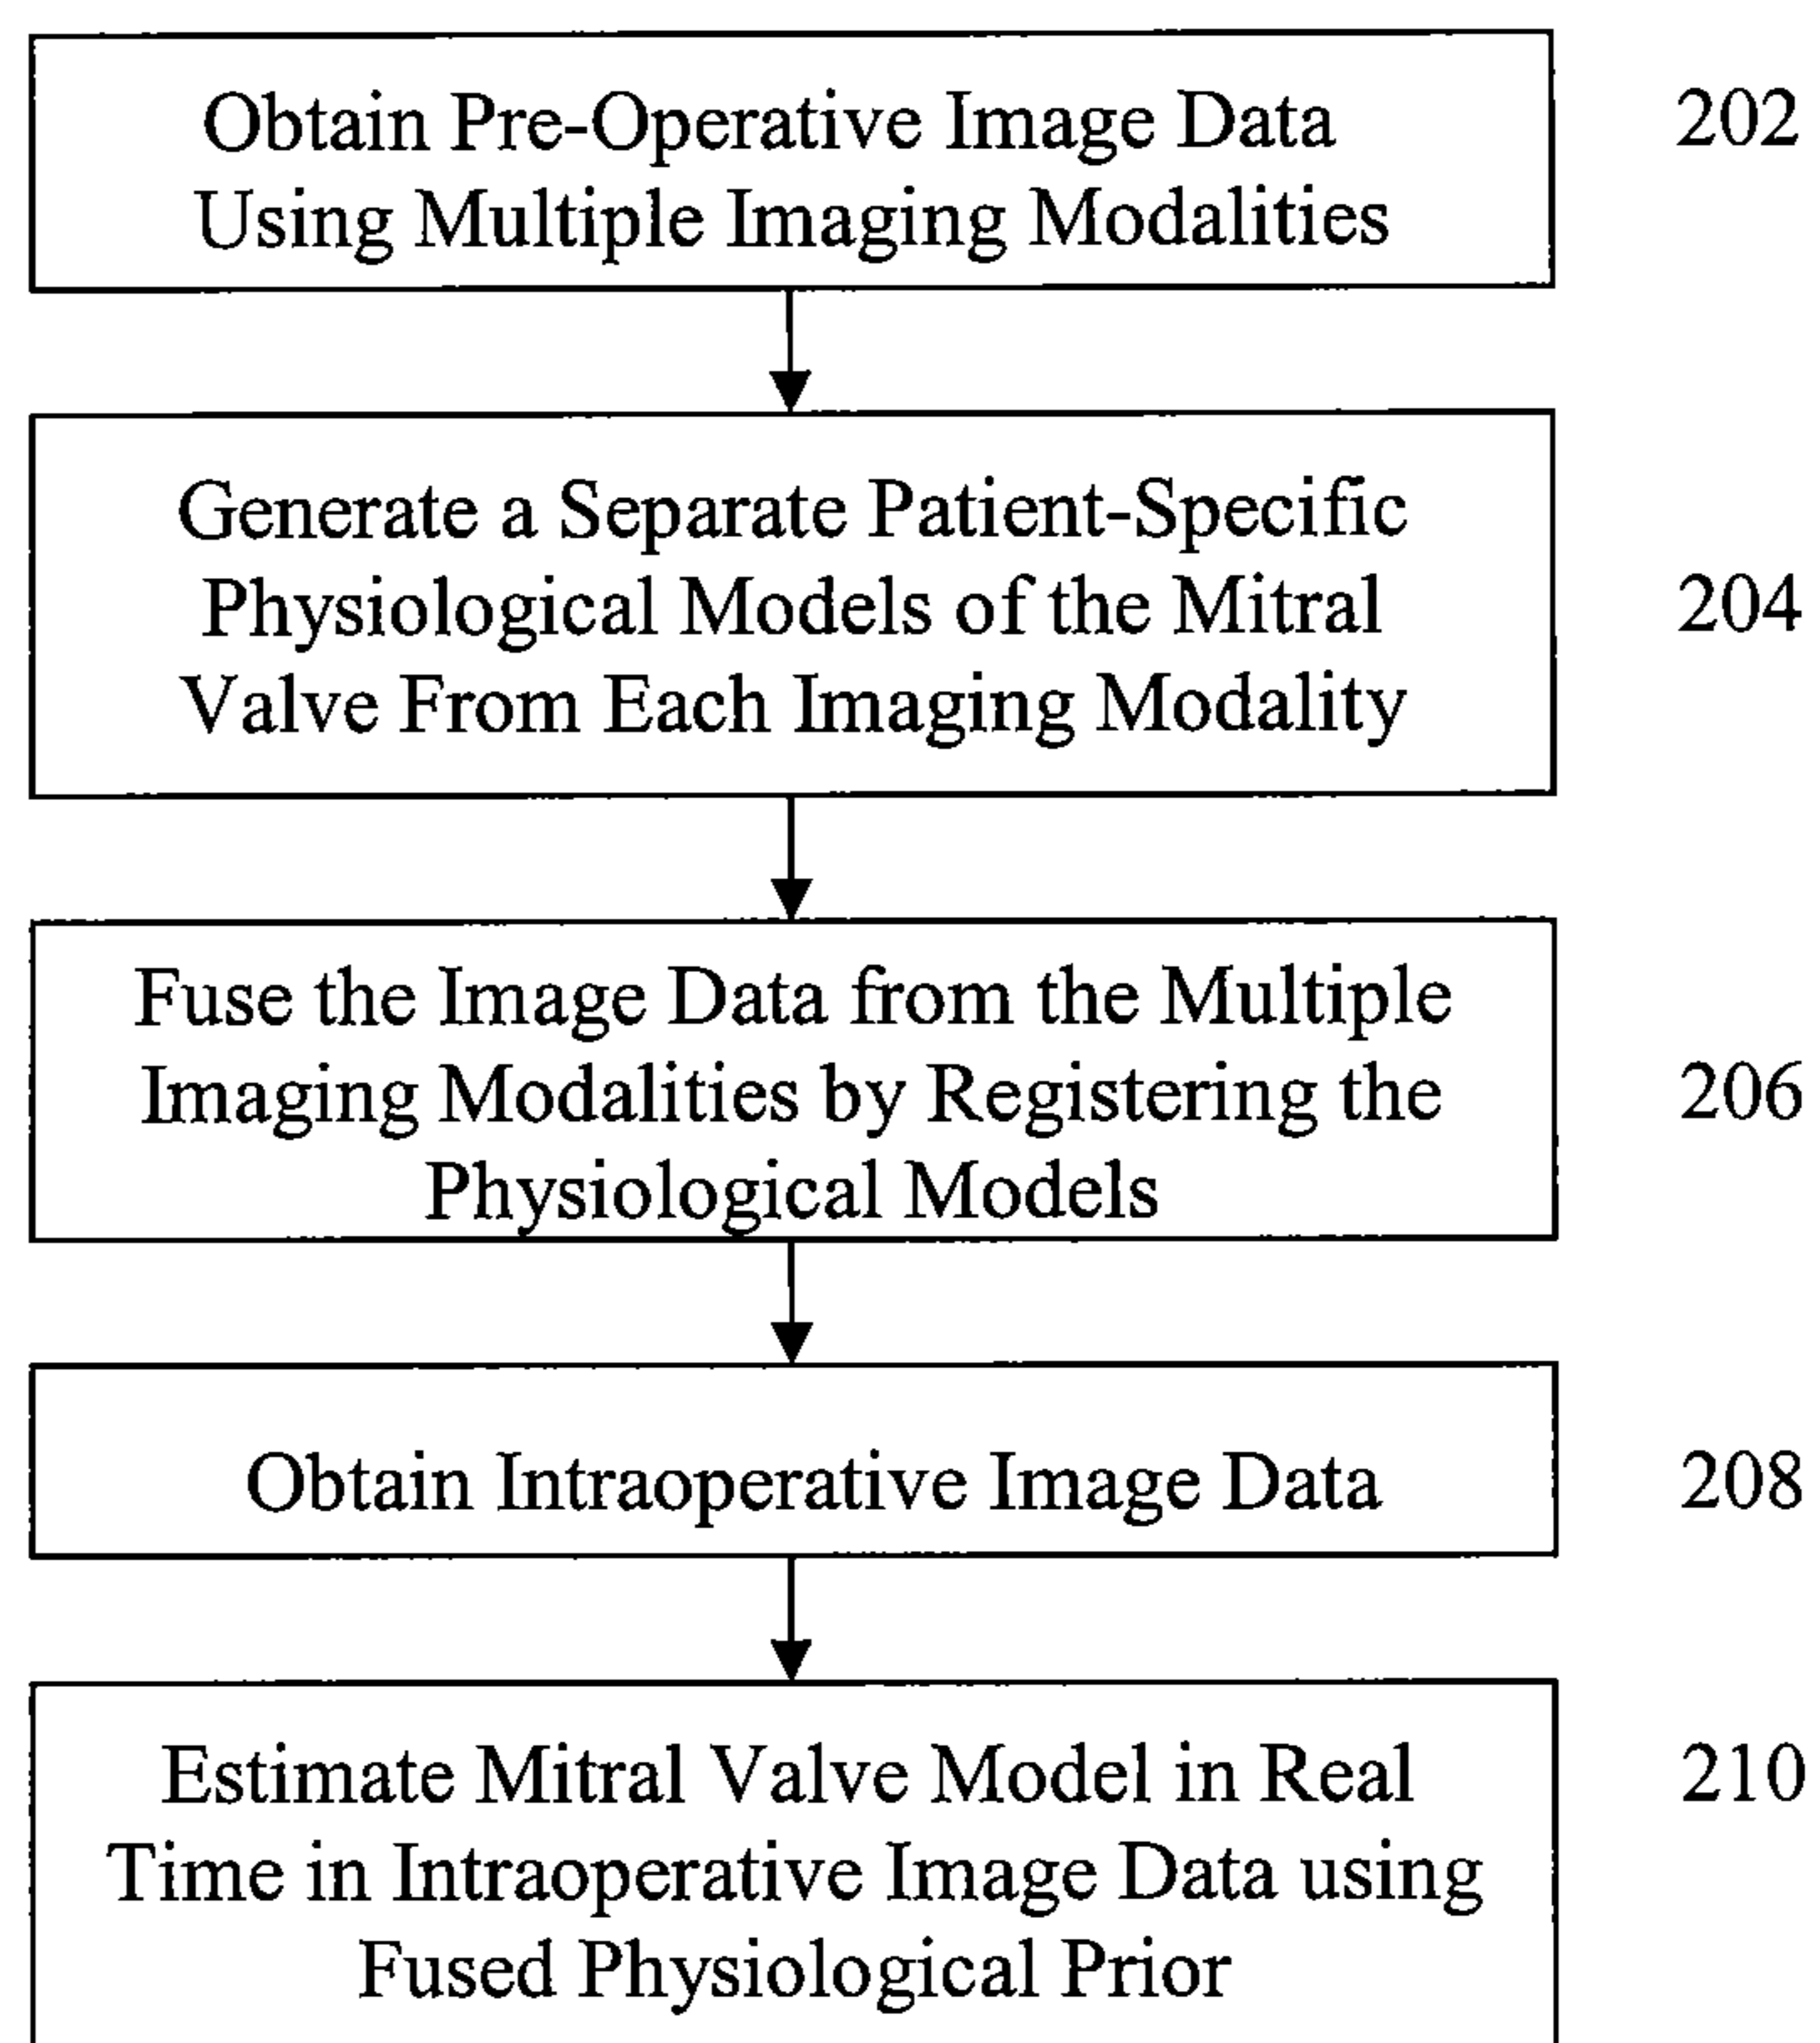 Obtain Pre-Operative Image Data
Using Multiple Imaging Modalities
202
Generate a Separate Patient-Specific
Physiological Models of the Mitral
Valve From Each Imaging Modality
204
Fuse the Image Data from the Multiple
Imaging Modalities by Registering the
Physiological Models
206
Obtain Intraoperative Image Data
208
Estimate Mitral Valve Model in Real
Time in Intraoperative Image Data using
Fused Physiological Prior
210